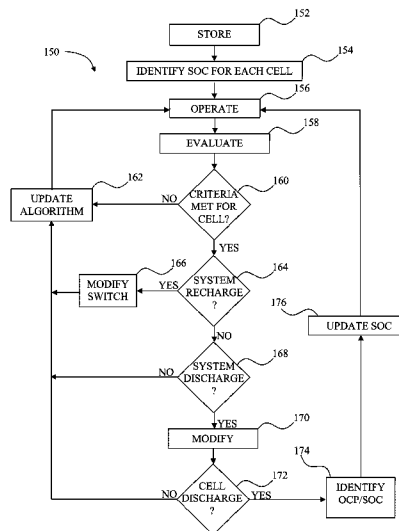 152
STORE
150
154
IDENTIFY SOC FOR EACH CELL
156
OPERATE
158
EVALUATE
162
160
UPDATE
ALGORITHM
NO
CRITERIA
MET FOR
CELL?
YES
166
164
MODIFY
SWITCH
YES
SYSTEM
RECHARGE
?
176
UPDATE SOC
NO
168
NO
SYSTEM
DISCHARGE
?
YES
170
MODIFY
174
172
NO
CELL
DISCHARGE
?
YES
IDENTIFY
OCP/SOC